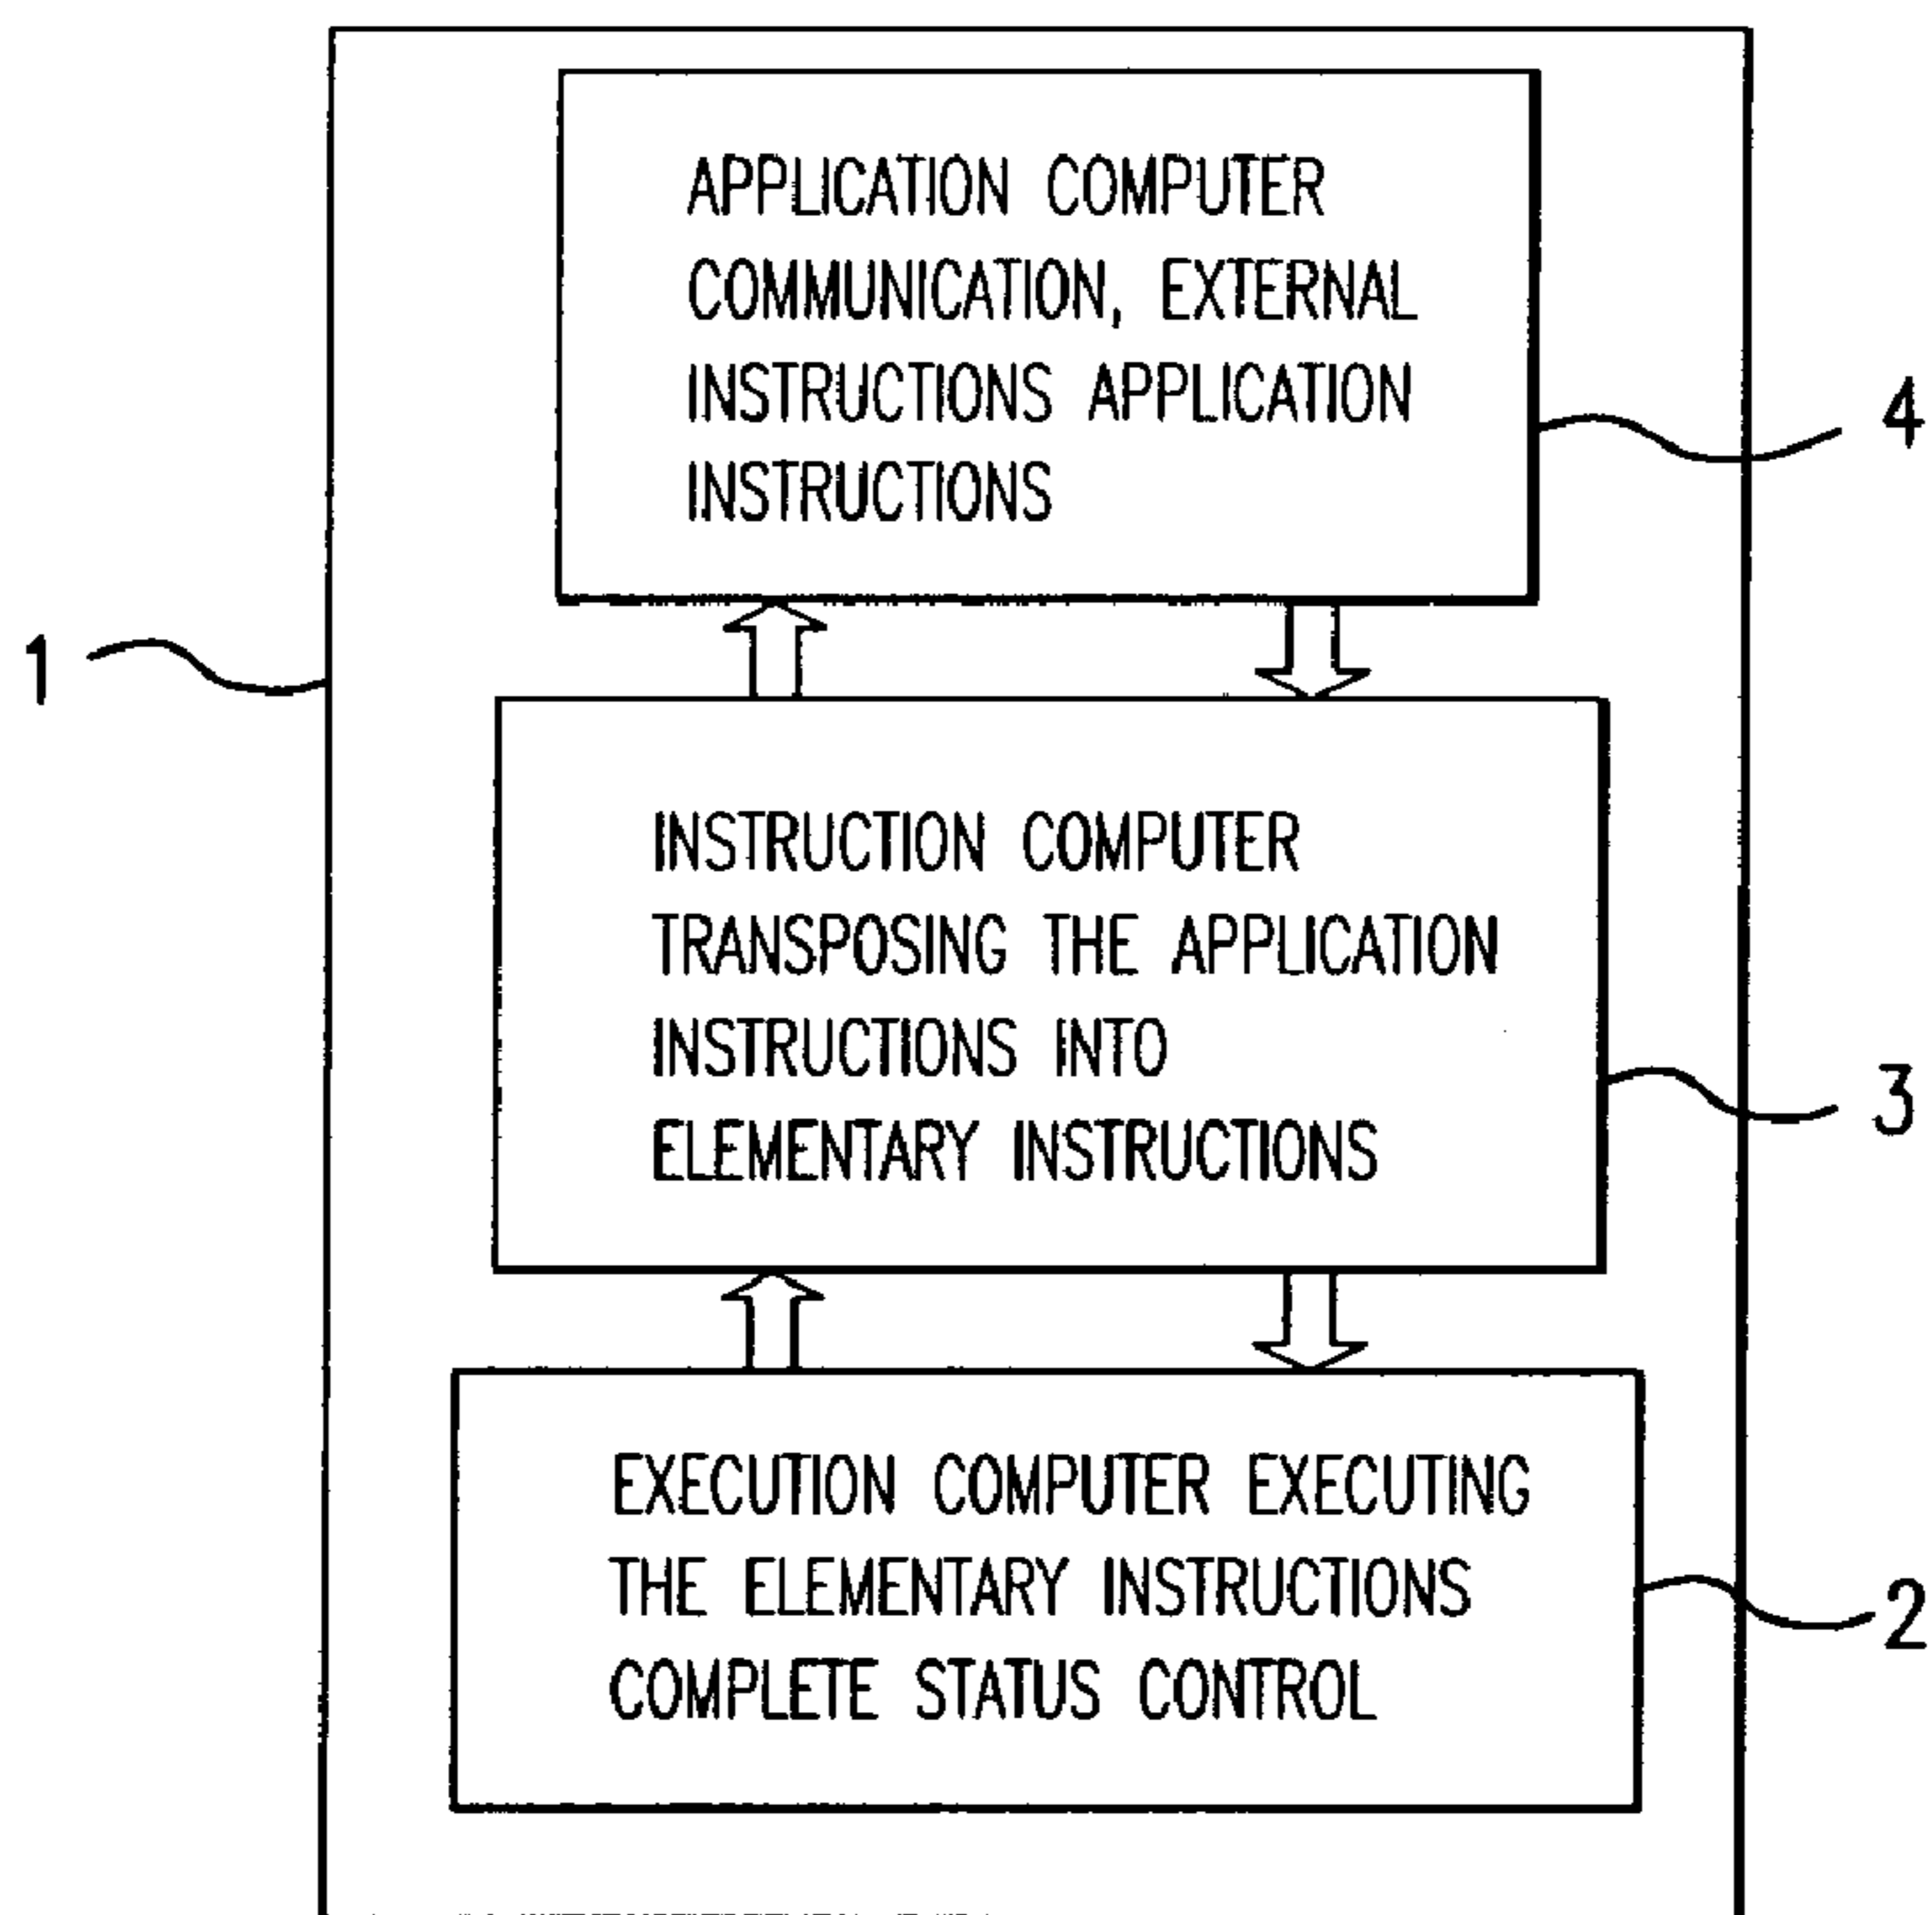 APPLICATION COMPUTER
COMMUNICATION, EXTERNAL
INSTRUCTIONS APPLICATION
INSTRUCTIONS
4
1
INSTRUCTION COMPUTER
TRANSPOSING THE APPLICATION
INSTRUCTIONS INTO
ELEMENTARY INSTRUCTIONS
3
EXECUTION COMPUTER EXECUTING
THE ELEMENTARY INSTRUCTIONS
COMPLETE STATUS CONTROL
2